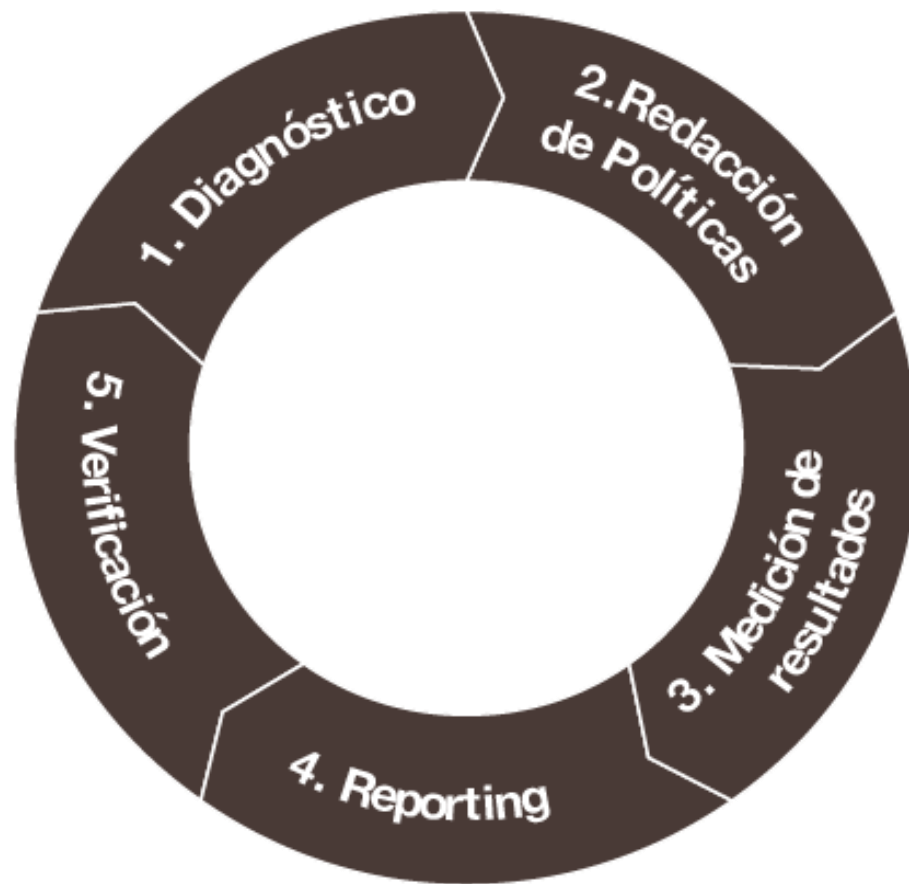 1. Diagnóstico
2.Redacción
de Políticas
3. Medición de
resultados
4. Reporting
5. Verificación